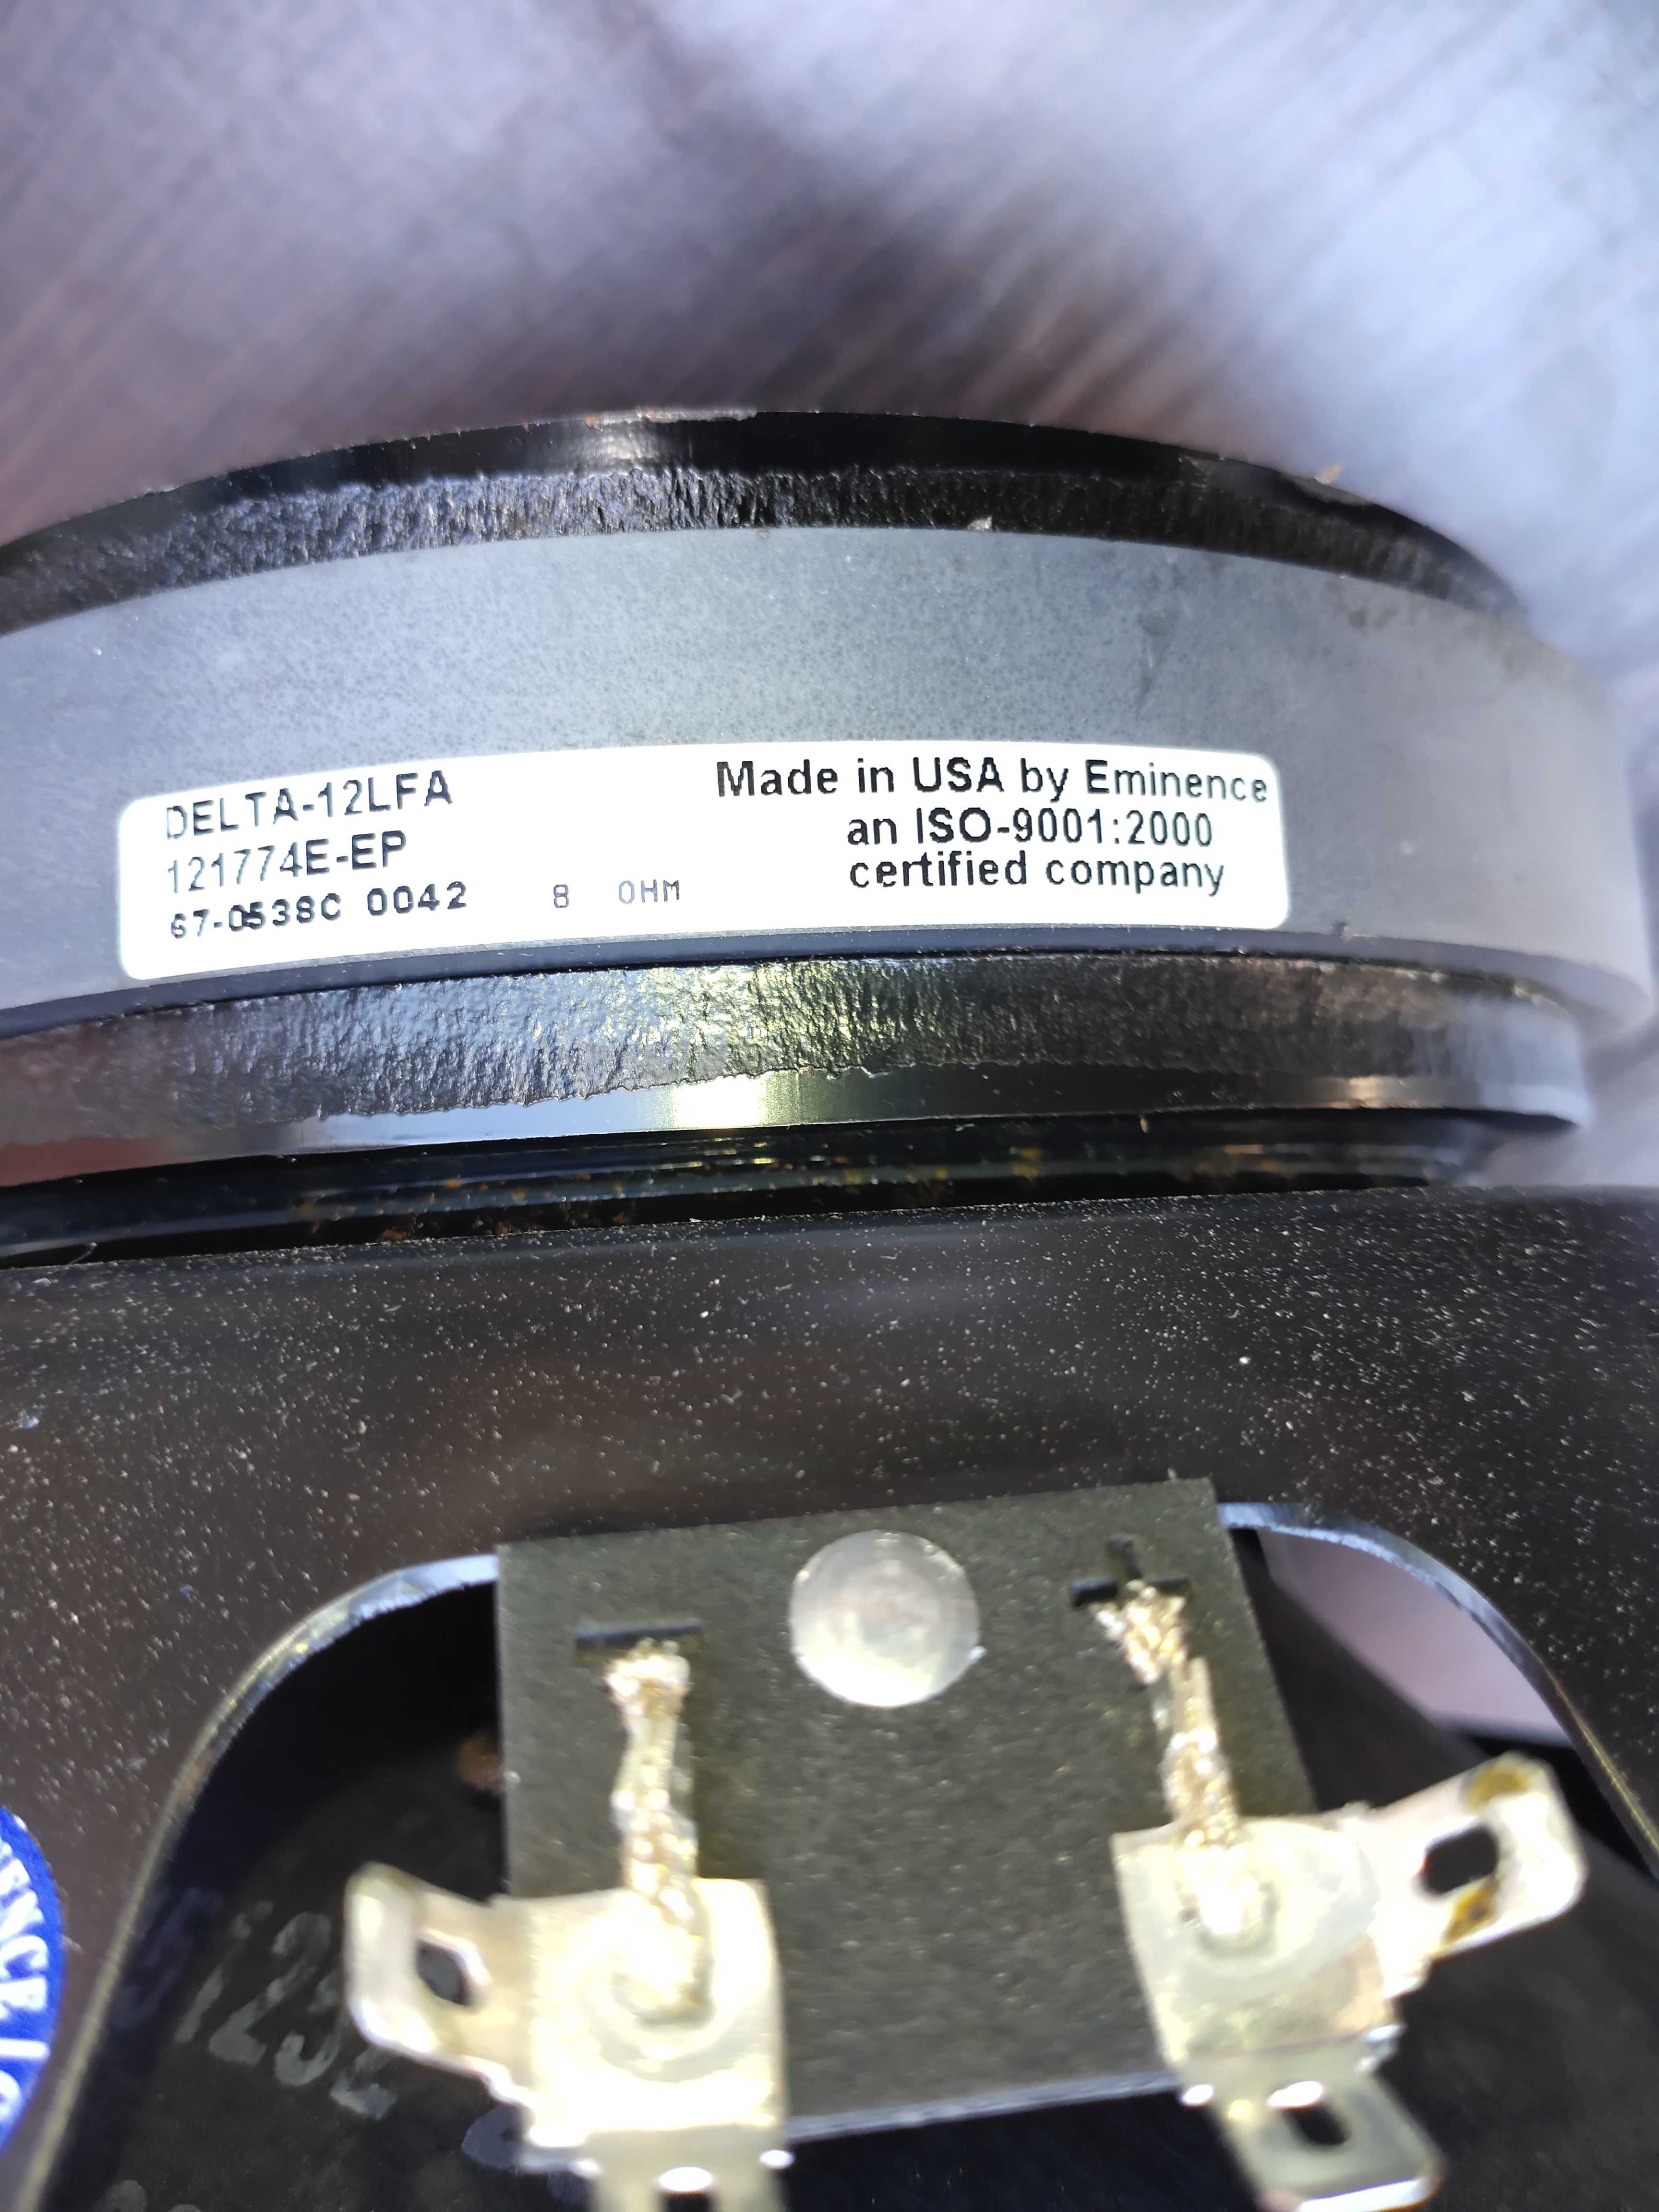 DELTA-12LFA
121774E-EP
67-0538C 0042 8 OHM
Made in USA by Eminence
an ISO-9001:2000
certified company